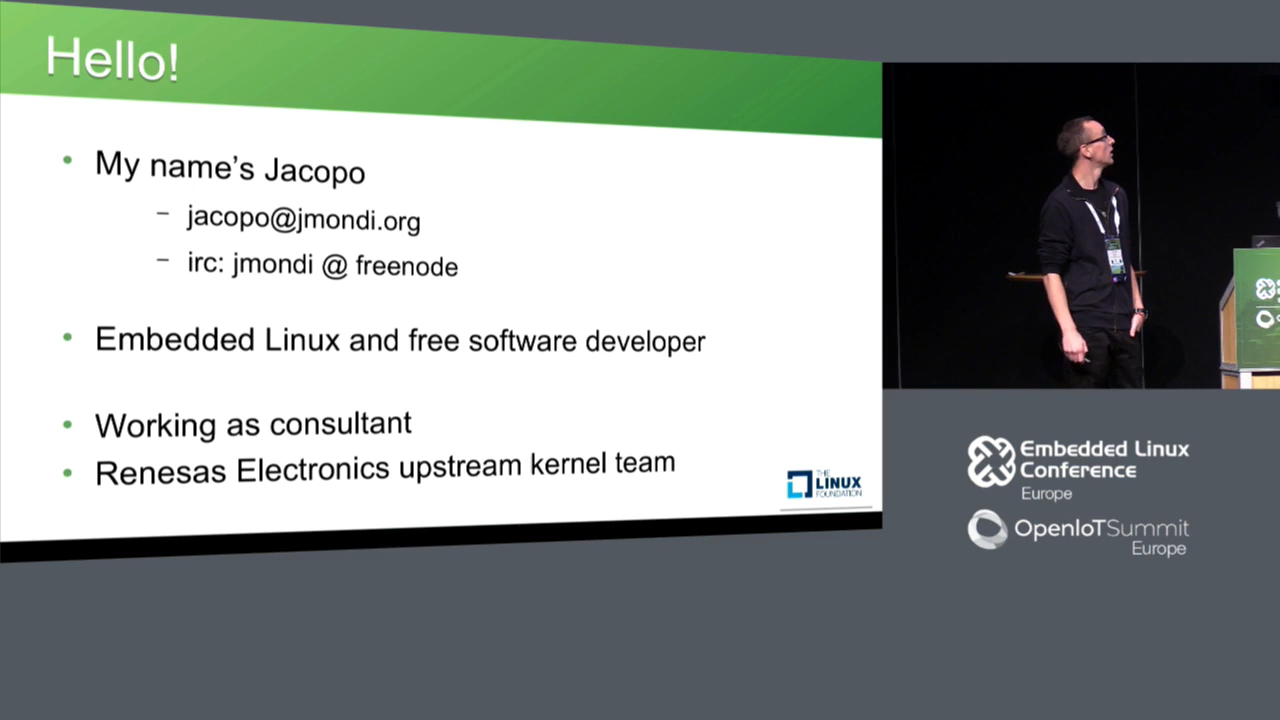 Hello!
• My name's Jacopo
– jacopo@jmondi.org
– irc: jmondi @ freenode
• Embedded Linux and free software developer
• Working as consultant
• Renesas Electronics upstream kernel team
THE
LINUX
FOUNDATION
Embedded Linux
Conference
Europe
OpenIoTSummit
Europe